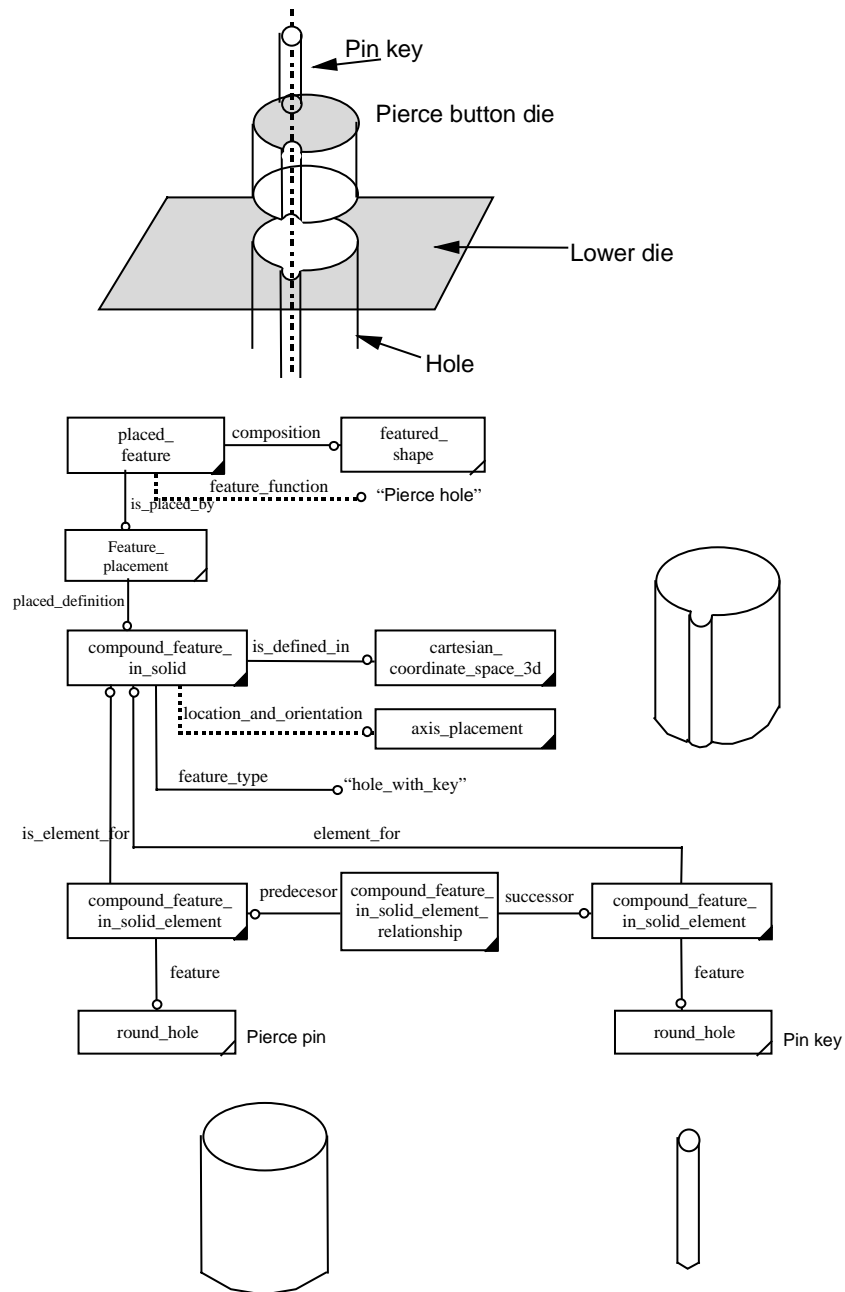 Pin key
Pierce button die
Lower die
Hole
placed_
feature
composition
featured_
shape
feature_function
“Pierce hole”
is_placed_by
Feature_
placement
placed_definition
compound_feature_
in_solid
is_defined_in
cartesian_
coordinate_space_3d
location_and_orientation
axis_placement
feature_type
“hole_with_key”
is_element_for
element_for
compound_feature_
in_solid_element
predecesor
compound_feature_
in_solid_element_
relationship
successor
compound_feature_
in_solid_element
feature
feature
round_hole
Pierce pin
round_hole
Pin key